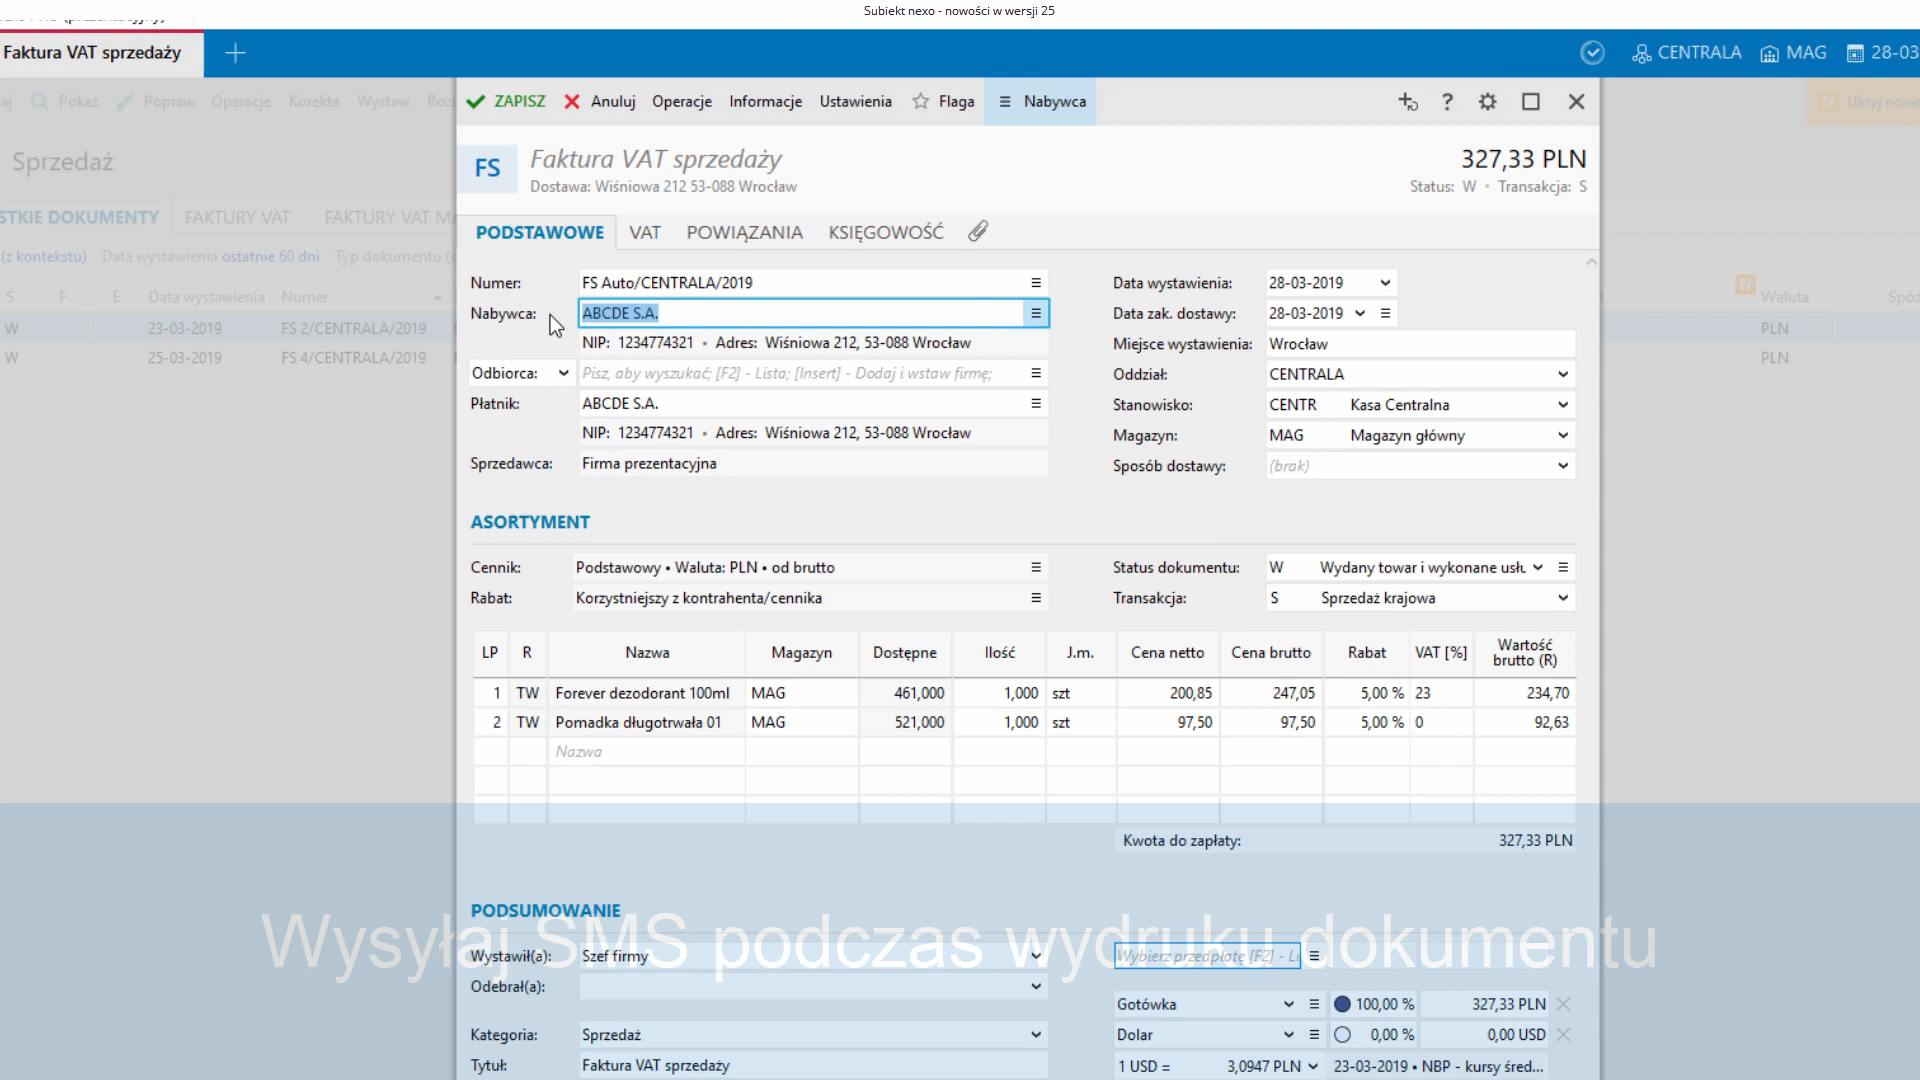 Subiekt nexo - nowości w wersji 25
Faktura VAT sprzedaży
CENTRALA MAG 28-03
Pokaż Popraw Operacje Korekta Wystaw
ZAPISZ Anuluj Operacje Informacje Ustawienia Flaga Nabywca ?
Ukryj
Sprzedaż
FS Faktura VAT sprzedaży 327,33 PLN
Dostawa: Wiśniowa 212 53-088 Wrocław Status: W • Transakcja: S
DOKUMENTY FAKTURY VAT FAKTURY VAT
PODSTAWOWE VAT POWIĄZANIA KSIĘGOWOŚĆ
(z kontekstu) Data wystawienia ostatnie 60 dni Typ dokumentu
S F E Data wystawienia Numer N Waluta
W 23-03-2019 FS 2/CENTRALA/2019 PLN
W 25-03-2019 FS 4/CENTRALA/2019 PLN
Numer: FS Auto/CENTRALA/2019 Data wystawienia: 28-03-2019
Nabywca: ABCDE S.A. Data zak. dostawy: 28-03-2019
NIP: 1234774321 • Adres: Wiśniowa 212, 53-088 Wrocław Miejsce wystawienia: Wrocław
Odbiorca: Pisz, aby wyszukać; [F2] - Lista; [Insert] - Dodaj i wstaw firmę; Oddział: CENTRALA
Płatnik: ABCDE S.A. Stanowisko: CENTR Kasa Centralna
NIP: 1234774321 • Adres: Wiśniowa 212, 53-088 Wrocław Magazyn: MAG Magazyn główny
Sprzedawca: Firma prezentacyjna Sposób dostawy: (brak)
ASORTYMENT
Cennik: Podstawowy • Waluta: PLN • od brutto Status dokumentu: W Wydany towar i wykonane usłu
Rabat: Korzystniejszy z kontrahenta/cennika Transakcja: S Sprzedaż krajowa
LP R Nazwa Magazyn Dostępne Ilość J.m. Cena netto Cena brutto Rabat VAT [%] Wartość brutto (R)
1 TW Forever dezodorant 100ml MAG 461,000 1,000 szt 200,85 247,05 5,00 % 23 234,70
2 TW Pomadka długotrwała 01 MAG 521,000 1,000 szt 97,50 97,50 5,00 % 0 92,63
Nazwa
Kwota do zapłaty: 327,33 PLN
PODSUMOWANIE
Wysyłaj SMS podczas wydruku dokumentu
Wystawił(a): Szef firmy Wybierz przedpłatę [F2] - Li
Odebrał(a):
Gotówka 100,00 % 327,33 PLN
Kategoria: Sprzedaż Dolar 0,00 % 0,00 USD
Tytuł: Faktura VAT sprzedaży 1 USD = 3,0947 PLN 23-03-2019 • NBP - kursy śred...